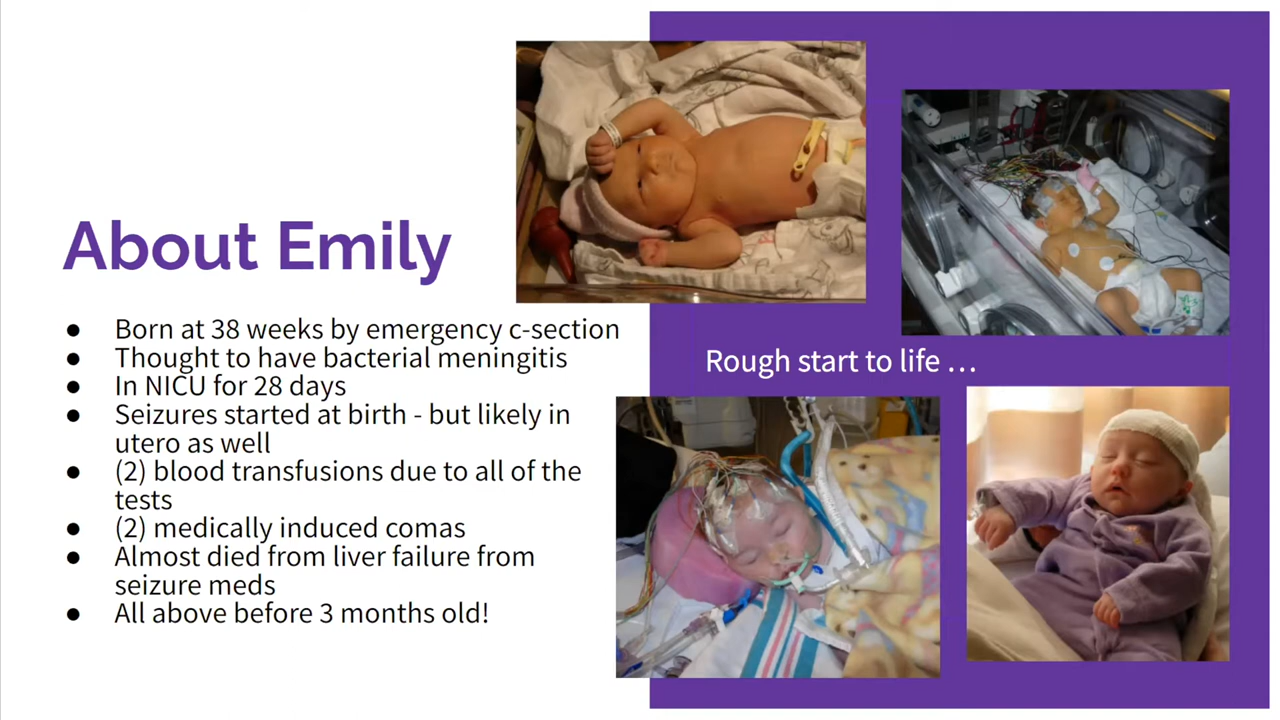 About Emily
● Born at 38 weeks by emergency c-section
● Thought to have bacterial meningitis
● In NICU for 28 days
● Seizures started at birth - but likely in
utero as well
● (2) blood transfusions due to all of the
tests
● (2) medically induced comas
● Almost died from liver failure from
seizure meds
● All above before 3 months old!
Rough start to life …